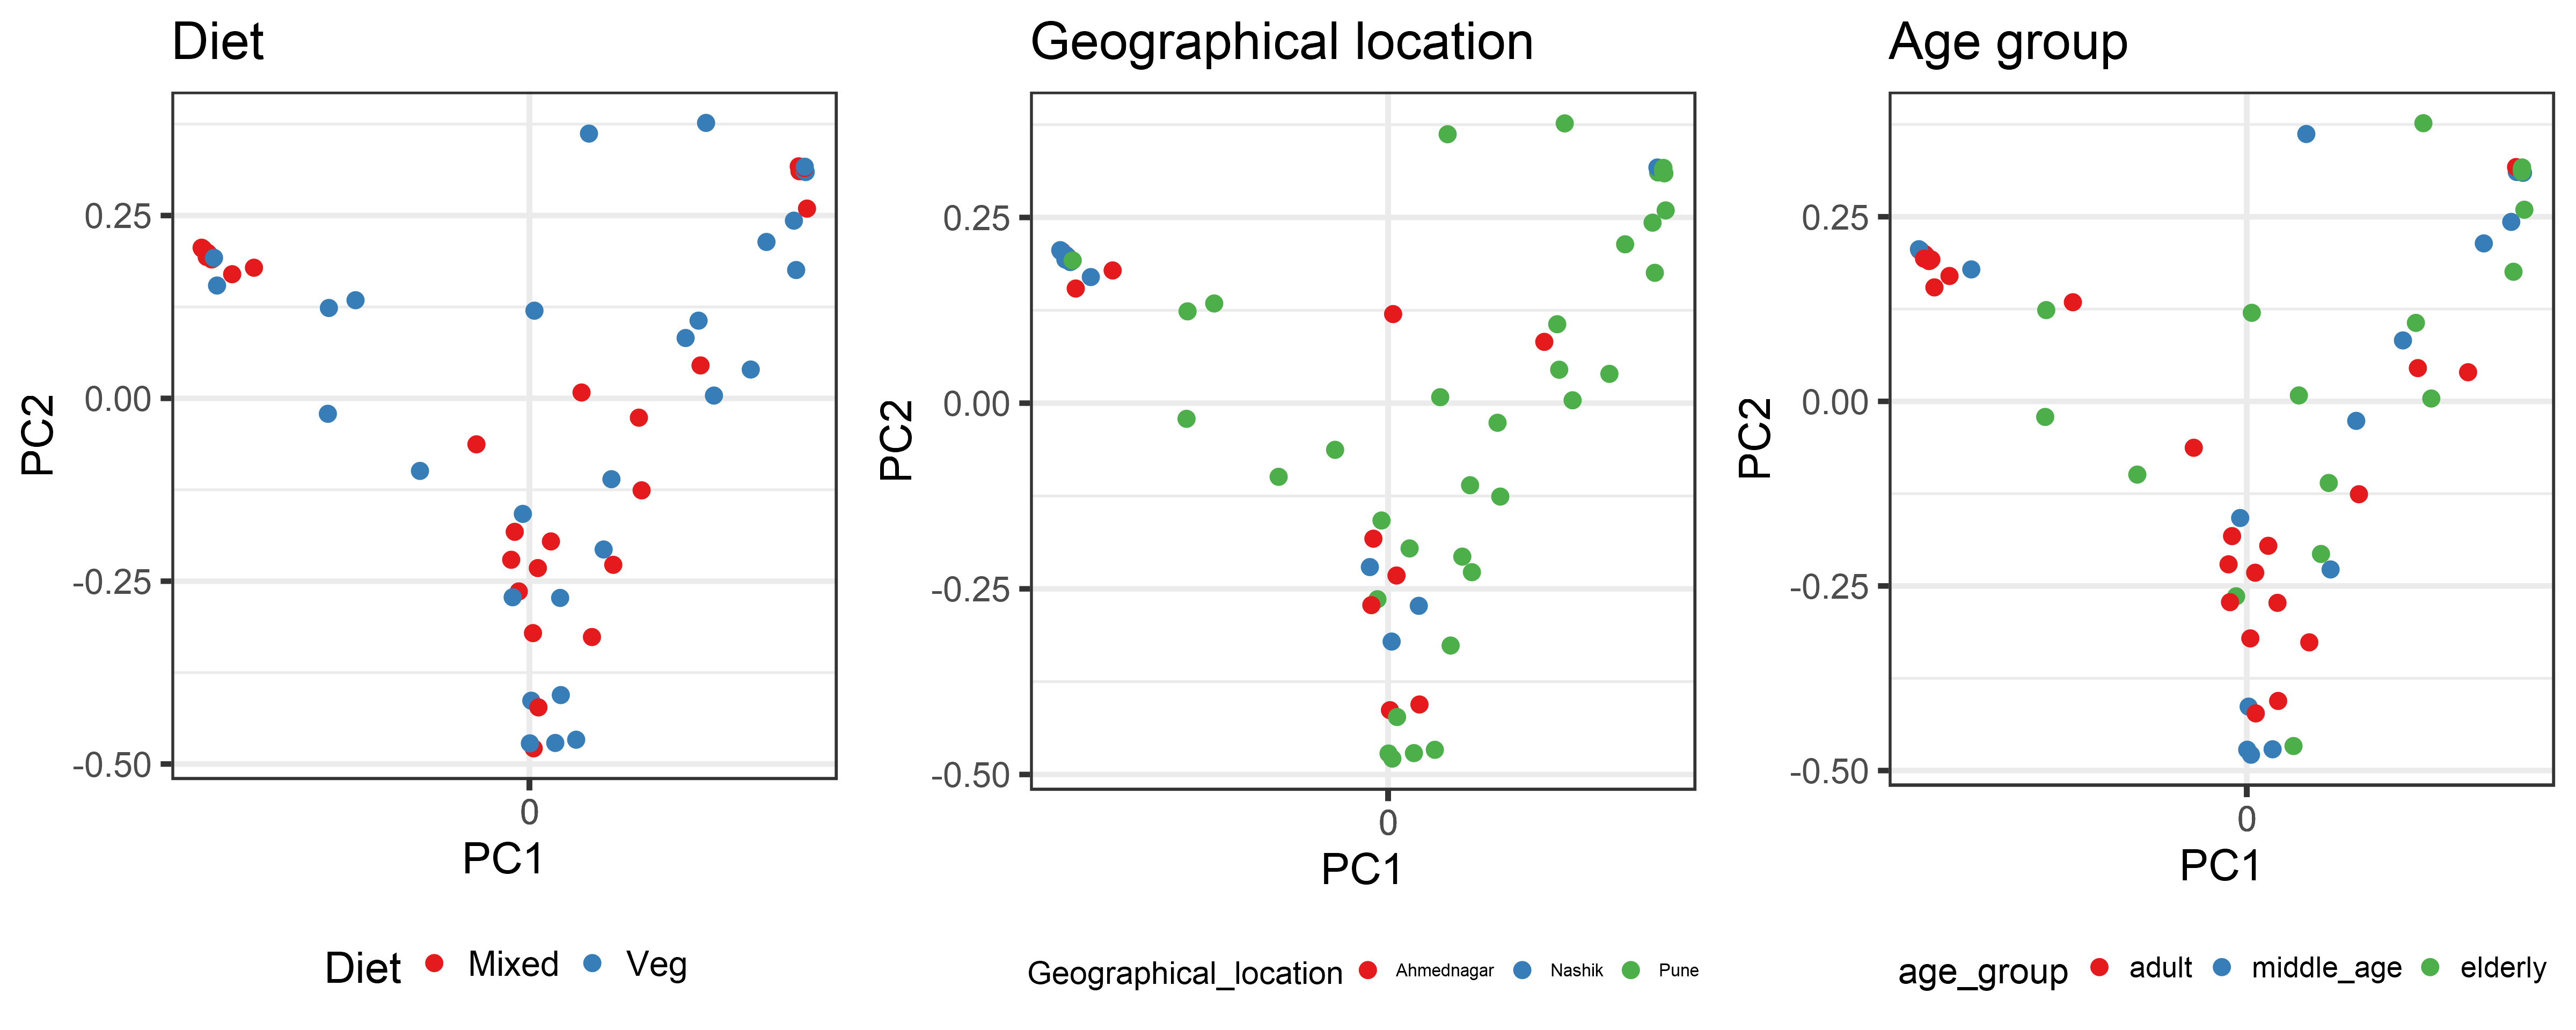 Diet
Geographical location
Age group
PC2
0.25
0.00
-0.25
-0.50
0
PC1
PC2
0.25
0.00
-0.25
-0.50
0
PC1
PC2
0.25
0.00
-0.25
-0.50
0
PC1
Diet Mixed Veg
Geographical_location Ahmednagar Nashik Pune
age_group adult middle_age elderly